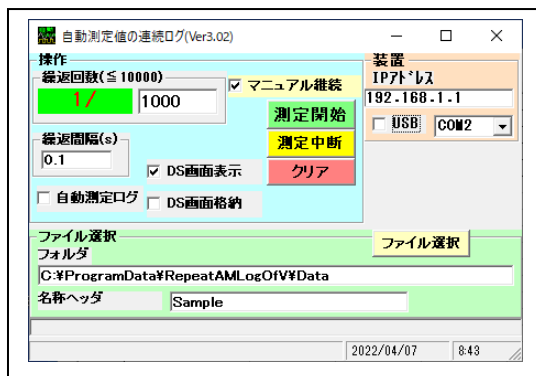 自動測定値の連続ログ(Ver3.02)
操作
繰返回数(≦10000)
1/ 1000
マニュアル継続
測定開始
繰返間隔(s)
測定中断
0.1
DS画面表示
クリア
自動測定ログ
DS画面格納
装置
IPｱﾄﾞﾚｽ
192.168.1.1
USB COM2
ファイル選択
ファイル選択
フォルダ
C:¥ProgramData¥RepeatAMLogOfV¥Data
名称ヘッダ Sample
2022/04/07 8:43